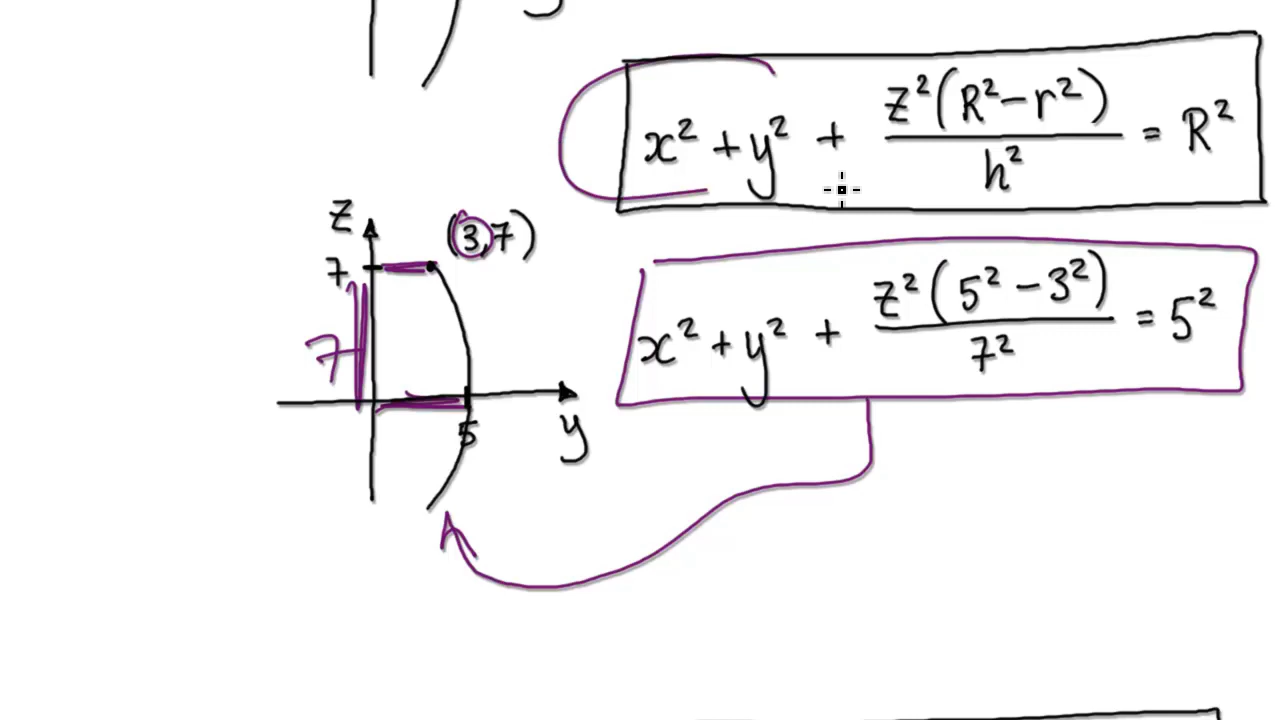 x² + y² + z²(R² - r²)/h² = R²
z
(3,7)
7
x² + y² + z²(5² - 3²)/7² = 5²
7
5
y